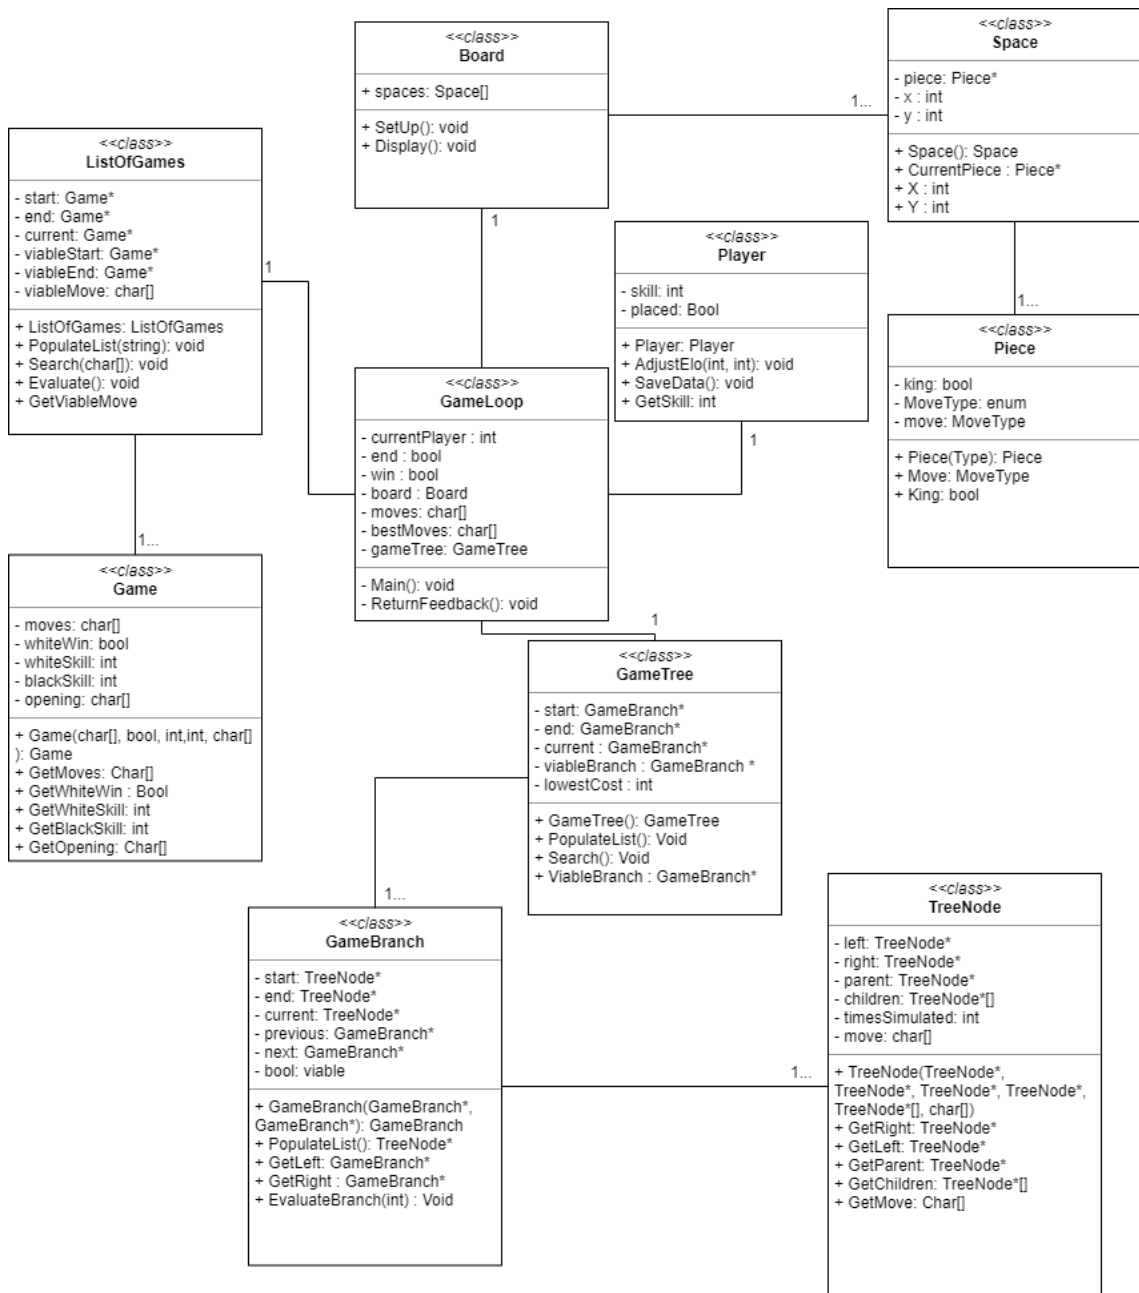 <<class>>
Board
+ spaces: Space[]
+ SetUp(): void
+ Display(): void
1
<<class>>
Space
- piece: Piece*
- x : int
- y : int
+ Space(): Space
+ CurrentPiece : Piece*
+ X : int
+ Y : int
1...
<<class>>
ListOfGames
- start: Game*
- end: Game*
- current: Game*
- viableStart: Game*
- viableEnd: Game*
- viableMove: char[]
+ ListOfGames: ListOfGames
+ PopulateList(string): void
+ Search(char[]): void
+ Evaluate(): void
+ GetViableMove
1
<<class>>
Player
- skill: int
- placed: Bool
+ Player: Player
+ AdjustElo(int, int): void
+ SaveData(): void
+ GetSkill: int
1
1...
<<class>>
Piece
- king: bool
- MoveType: enum
- move: MoveType
+ Piece(Type): Piece
+ Move: MoveType
+ King: bool
<<class>>
GameLoop
- currentPlayer : int
- end : bool
- win : bool
- board : Board
- moves: char[]
- bestMoves: char[]
- gameTree: GameTree
- Main(): void
- ReturnFeedback(): void
1
1...
<<class>>
Game
- moves: char[]
- whiteWin: bool
- whiteSkill: int
- blackSkill: int
- opening: char[]
+ Game(char[], bool, int,int, char[]
): Game
+ GetMoves: Char[]
+ GetWhiteWin : Bool
+ GetWhiteSkill: int
+ GetBlackSkill: int
+ GetOpening: Char[]
<<class>>
GameTree
- start: GameBranch*
- end: GameBranch*
- current : GameBranch*
- viableBranch : GameBranch *
- lowestCost : int
+ GameTree(): GameTree
+ PopulateList(): Void
+ Search(): Void
+ ViableBranch : GameBranch*
1...
<<class>>
GameBranch
- start: TreeNode*
- end: TreeNode*
- current: TreeNode*
- previous: GameBranch*
- next: GameBranch*
- bool: viable
+ GameBranch(GameBranch*,
GameBranch*): GameBranch
+ PopulateList(): TreeNode*
+ GetLeft: GameBranch*
+ GetRight : GameBranch*
+ EvaluateBranch(int) : Void
1...
<<class>>
TreeNode
- left: TreeNode*
- right: TreeNode*
- parent: TreeNode*
- children: TreeNode*[]
- timesSimulated: int
- move: char[]
+ TreeNode(TreeNode*,
TreeNode*, TreeNode*, TreeNode*,
TreeNode*[], char[])
+ GetRight: TreeNode*
+ GetLeft: TreeNode*
+ GetParent: TreeNode*
+ GetChildren: TreeNode*[]
+ GetMove: Char[]